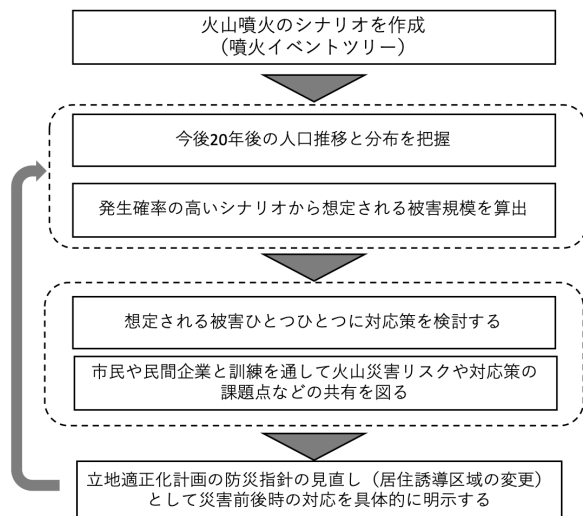 火山噴火のシナリオを作成
（噴火イベントツリー）
今後20年後の人口推移と分布を把握
発生確率の高いシナリオから想定される被害規模を算出
想定される被害ひとつひとつに対応策を検討する
市民や民間企業と訓練を通して火山災害リスクや対応策の
課題点などの共有を図る
立地適正化計画の防災指針の見直し（居住誘導区域の変更）
として災害前後時の対応を具体的に明示する